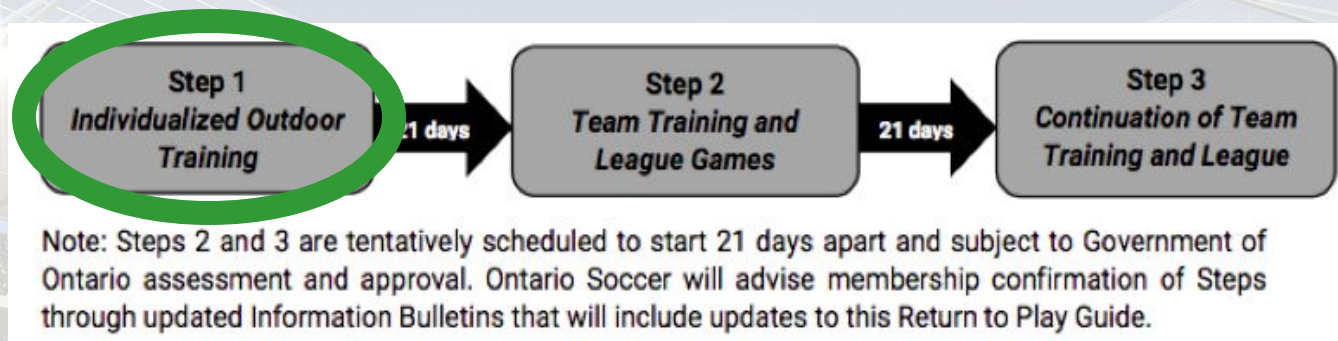 Step 1
Individualized Outdoor
Training
21 days
Step 2
Team Training and
League Games
21 days
Step 3
Continuation of Team
Training and League
Note: Steps 2 and 3 are tentatively scheduled to start 21 days apart and subject to Government of
Ontario assessment and approval. Ontario Soccer will advise membership confirmation of Steps
through updated Information Bulletins that will include updates to this Return to Play Guide.